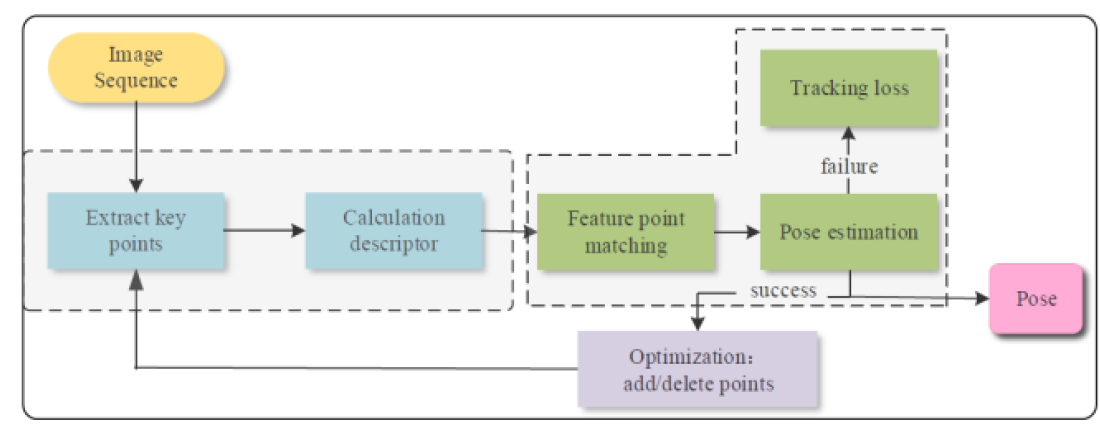 Image
Sequence
Tracking loss
failure
Extract key
points
Calculation
descriptor
Feature point
matching
Pose estimation
success
Pose
Optimization：
add/delete points